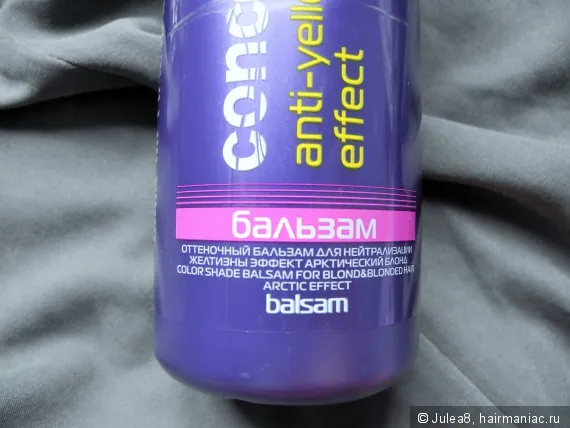 conc
anti-yello
effect
бальзам
ОТТЕНОЧНЫЙ БАЛЬЗАМ ДЛЯ НЕЙТРАЛИЗАЦИИ
ЖЕЛТИЗНЫ ЭФФЕКТ АРКТИЧЕСКИЙ БЛОНД
COLOR SHADE BALSAM FOR BLOND&BLONDED HAIR
ARCTIC EFFECT
balsam
© Julea8, hairmaniac.ru